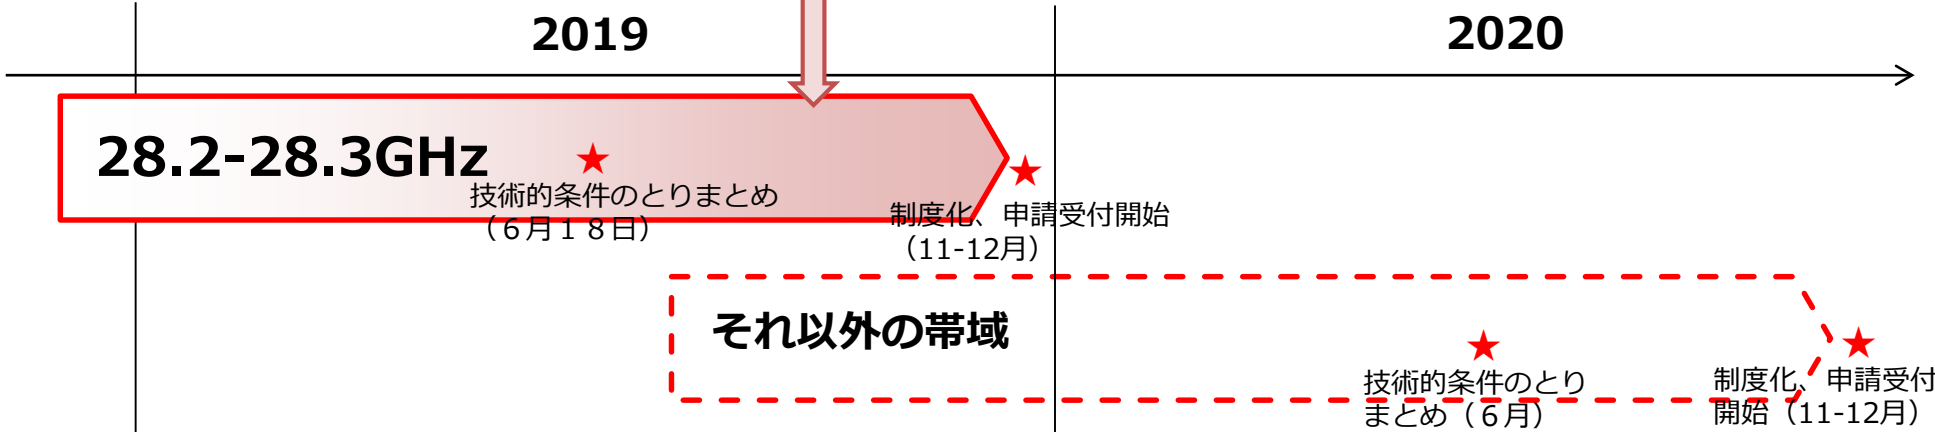 2019
2020
28.2-28.3GHz
技術的条件のとりまとめ
（６月１８日）
制度化、申請受付開始
（11-12月）
それ以外の帯域
技術的条件のとり
まとめ（６月）
制度化、申請受付
開始（11-12月）